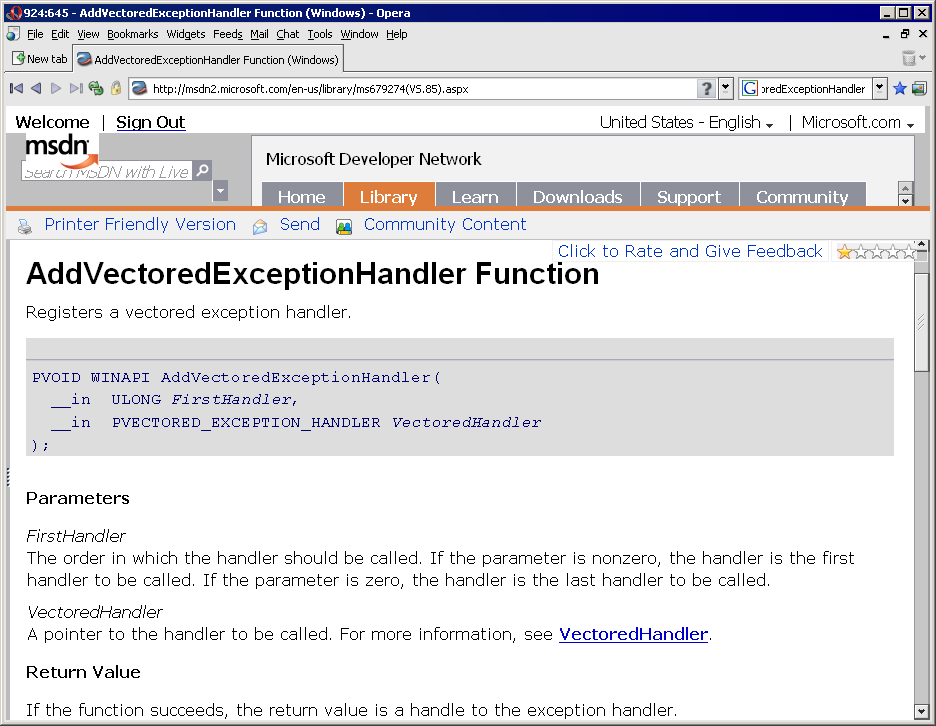 924:645 - AddVectoredExceptionHandler Function (Windows) - Opera
File Edit View Bookmarks Widgets Feeds Mail Chat Tools Window Help
New tab AddVectoredExceptionHandler Function (Windows)
http://msdn2.microsoft.com/en-us/library/ms679274(VS.85).aspx ? G redExceptionHandler
Welcome | Sign Out United States - English | Microsoft.com
msdn
Search MSDN with Live
Microsoft Developer Network
Home Library Learn Downloads Support Community
Printer Friendly Version Send Community Content
Click to Rate and Give Feedback
AddVectoredExceptionHandler Function
Registers a vectored exception handler.
PVOID WINAPI AddVectoredExceptionHandler(
__in ULONG FirstHandler,
__in PVECTORED_EXCEPTION_HANDLER VectoredHandler
);
Parameters
FirstHandler
The order in which the handler should be called. If the parameter is nonzero, the handler is the first
handler to be called. If the parameter is zero, the handler is the last handler to be called.
VectoredHandler
A pointer to the handler to be called. For more information, see VectoredHandler.
Return Value
If the function succeeds, the return value is a handle to the exception handler.